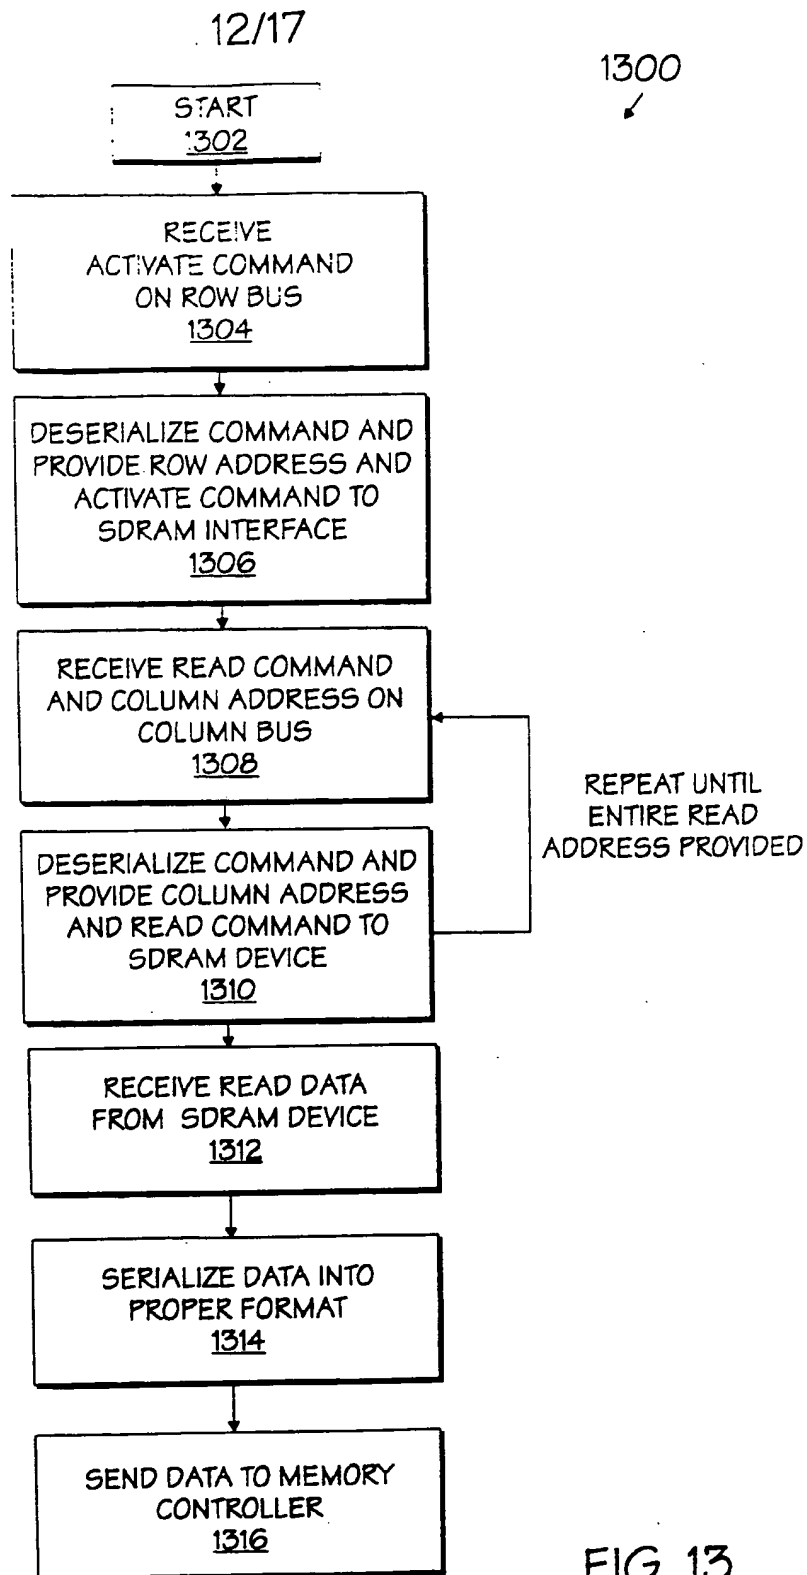 12/17
1300
START
1302
RECEIVE
ACTIVATE COMMAND
ON ROW BUS
1304
DESERIALIZE COMMAND AND
PROVIDE ROW ADDRESS AND
ACTIVATE COMMAND TO
SDRAM INTERFACE
1306
RECEIVE READ COMMAND
AND COLUMN ADDRESS ON
COLUMN BUS
1308
REPEAT UNTIL
ENTIRE READ
ADDRESS PROVIDED
DESERIALIZE COMMAND AND
PROVIDE COLUMN ADDRESS
AND READ COMMAND TO
SDRAM DEVICE
1310
RECEIVE READ DATA
FROM SDRAM DEVICE
1312
SERIALIZE DATA INTO
PROPER FORMAT
1314
SEND DATA TO MEMORY
CONTROLLER
1316
FIG. 13